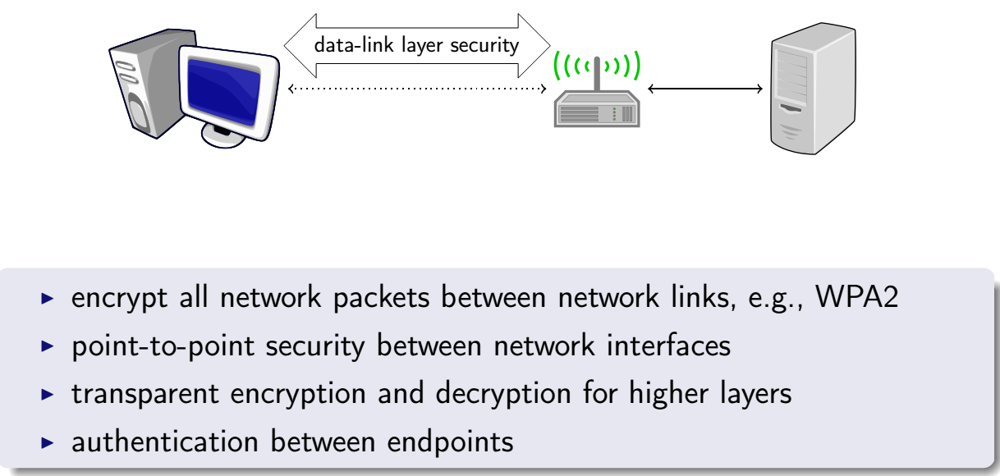 data-link layer security
encrypt all network packets between network links, e.g., WPA2
point-to-point security between network interfaces
transparent encryption and decryption for higher layers
authentication between endpoints